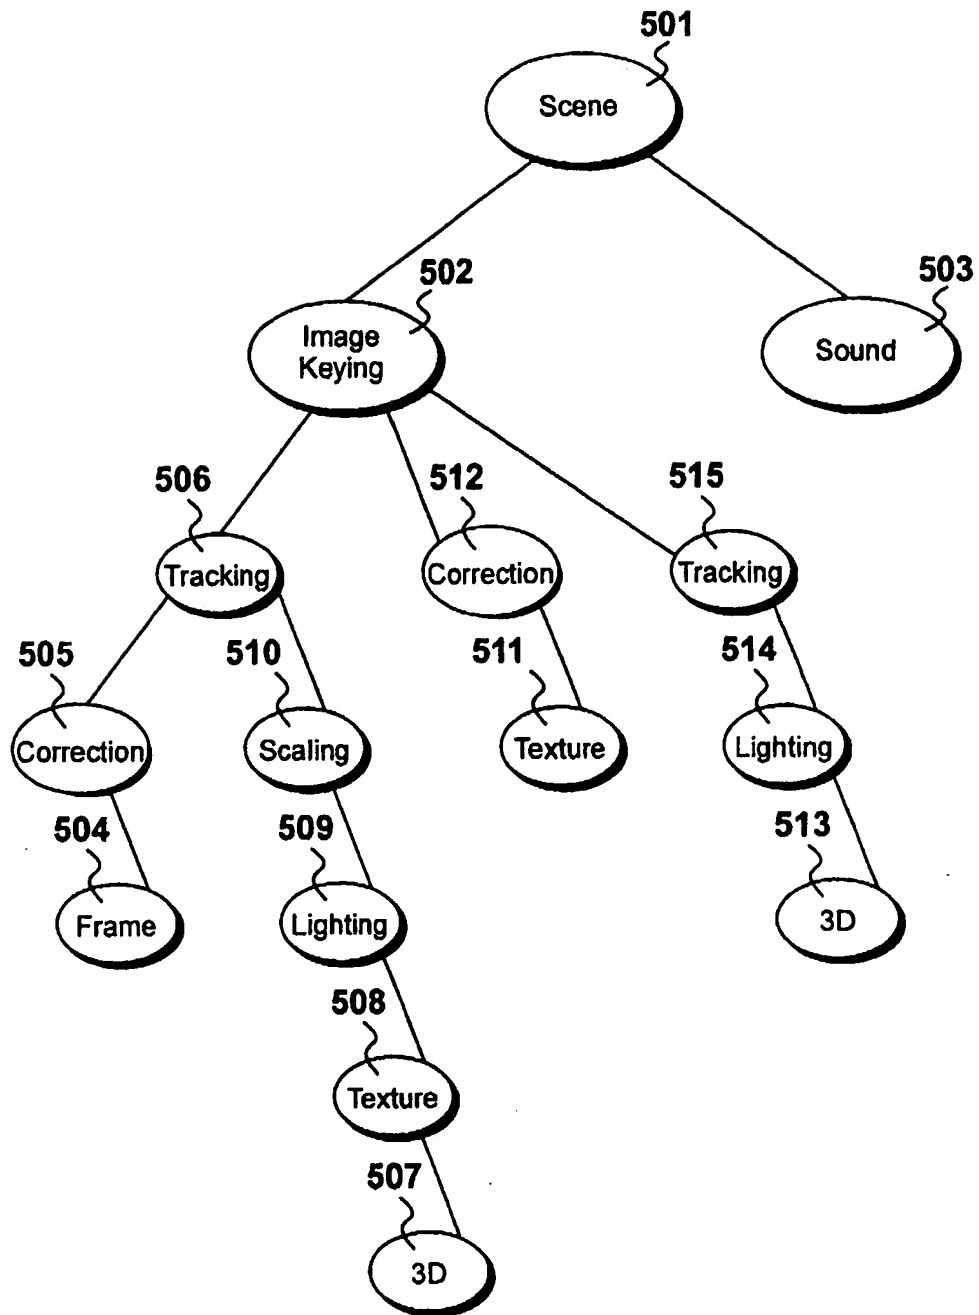 501
Scene
502
503
Image
Keying
Sound
506
512
515
Tracking
Correction
Tracking
505
510
511
514
Correction
Scaling
Texture
Lighting
504
509
513
Frame
Lighting
3D
508
Texture
507
3D